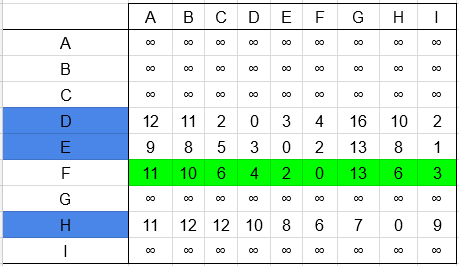 A B C D E F G H I
A ∞ ∞ ∞ ∞ ∞ ∞ ∞ ∞ ∞
B ∞ ∞ ∞ ∞ ∞ ∞ ∞ ∞ ∞
C ∞ ∞ ∞ ∞ ∞ ∞ ∞ ∞ ∞
D 12 11 2 0 3 4 16 10 2
E 9 8 5 3 0 2 13 8 1
F 11 10 6 4 2 0 13 6 3
G ∞ ∞ ∞ ∞ ∞ ∞ ∞ ∞ ∞
H 11 12 12 10 8 6 7 0 9
I ∞ ∞ ∞ ∞ ∞ ∞ ∞ ∞ ∞